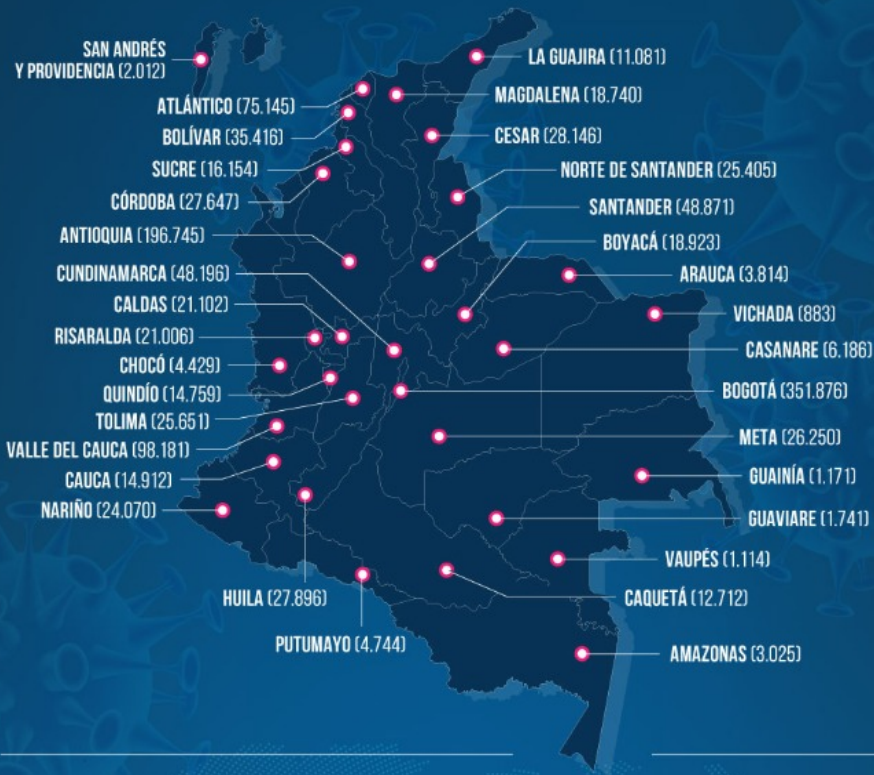 SAN ANDRÉS
Y PROVIDENCIA (2.012)
ATLÁNTICO (75.145)
BOLÍVAR (35.416)
SUCRE (16.154)
CÓRDOBA (27.647)
ANTIOQUIA (196.745)
CUNDINAMARCA (48.196)
CALDAS (21.102)
RISARALDA (21.006)
CHOCÓ (4.429)
QUINDÍO (14.759)
TOLIMA (25.651)
VALLE DEL CAUCA (98.181)
CAUCA (14.912)
NARIÑO (24.070)
HUILA (27.896)
PUTUMAYO (4.744)
LA GUAJIRA (11.081)
MAGDALENA (18.740)
CESAR (28.146)
NORTE DE SANTANDER (25.405)
SANTANDER (48.871)
BOYACÁ (18.923)
ARAUCA (3.814)
VICHADA (883)
CASANARE (6.186)
BOGOTÁ (351.876)
META (26.250)
GUAINÍA (1.171)
GUAVIARE (1.741)
VAUPÉS (1.114)
CAQUETÁ (12.712)
AMAZONAS (3.025)